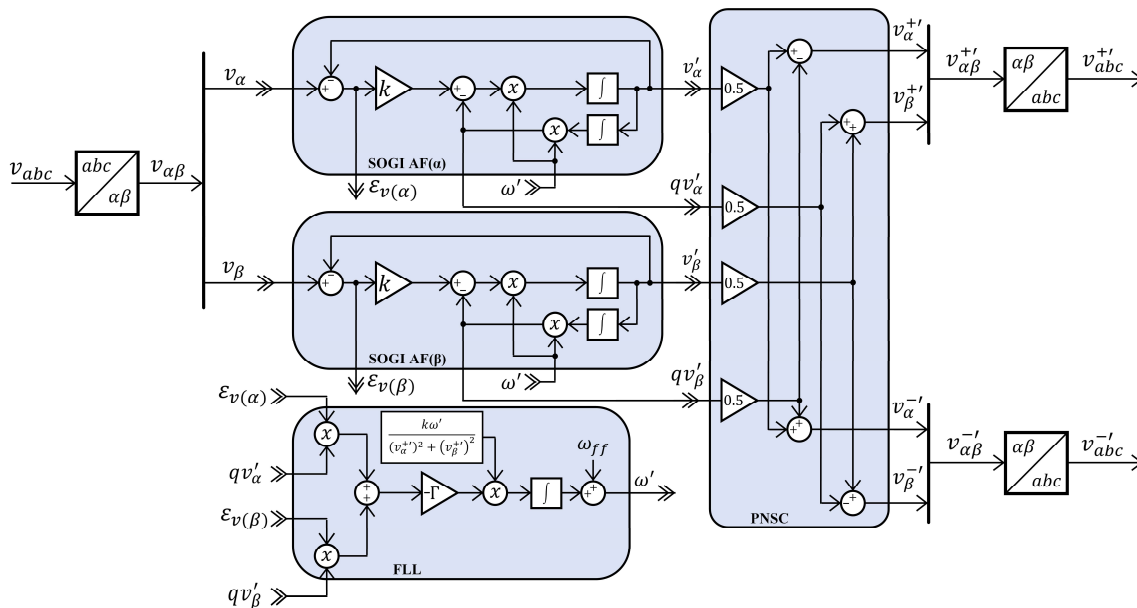 v_abc
abc
αβ
v_αβ
v_α
+
−
k
+
−
x
∫
x
∫
SOGI AF(α)
ε_v(α)
ω′
v′_α
qv′_α
v_β
+
−
k
+
−
x
∫
x
∫
SOGI AF(β)
ε_v(β)
ω′
v′_β
qv′_β
ε_v(α)
x
qv′_α
ε_v(β)
x
qv′_β
+
+
−Γ
kω′
(v_α^+′)² + (v_β^+′)²
x
∫
ω_ff
+
+
ω′
FLL
0.5
0.5
0.5
0.5
+
−
+
+
+
+
−
+
PNSC
v_α^+′
v_β^+′
v_αβ^+′
αβ
abc
v_abc^+′
v_α^−′
v_β^−′
v_αβ^−′
αβ
abc
v_abc^−′